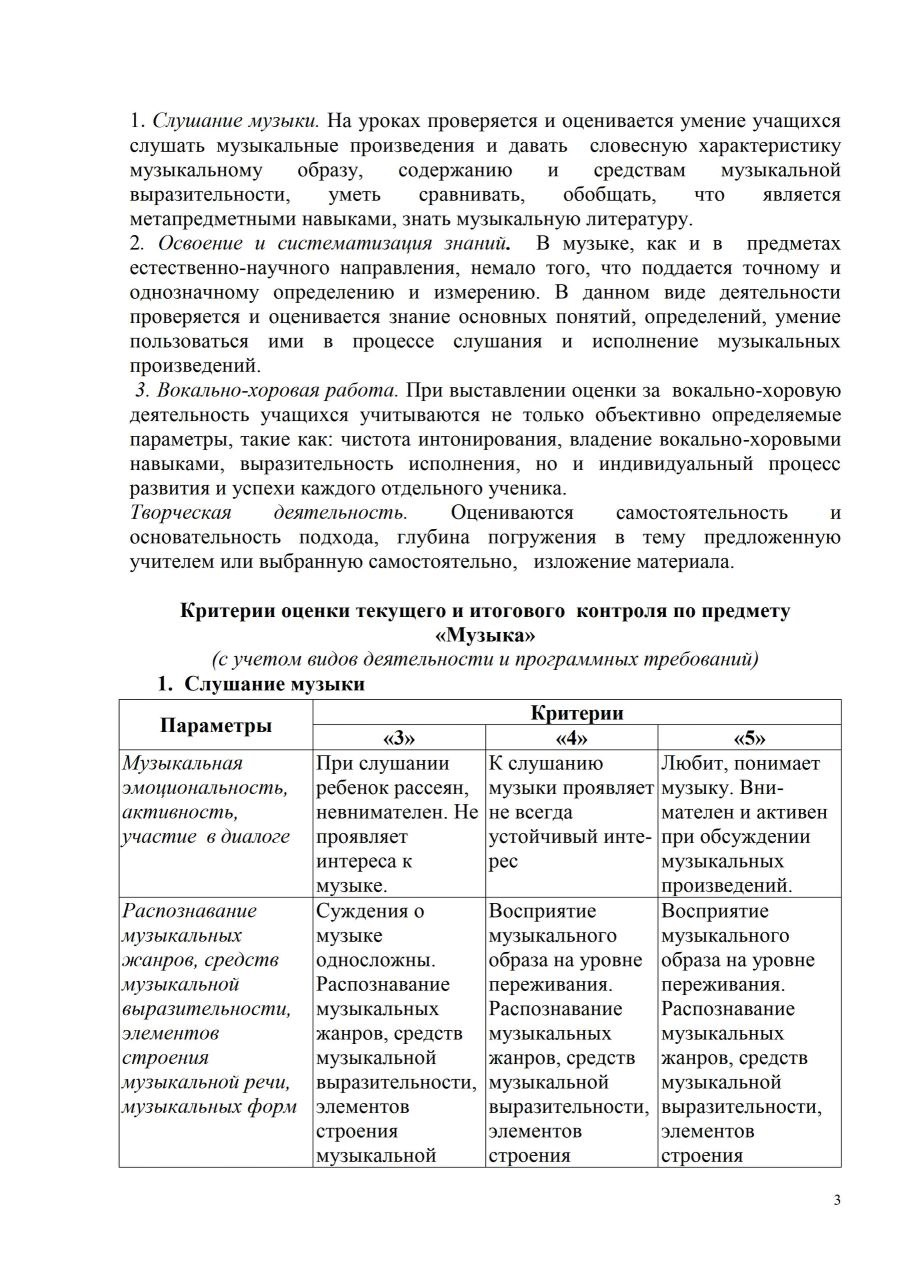 1. Слушание музыки. На уроках проверяется и оценивается умение учащихся
слушать музыкальные произведения и давать словесную характеристику
музыкальному образу, содержанию и средствам музыкальной
выразительности, уметь сравнивать, обобщать, что является
метапредметными навыками, знать музыкальную литературу.
2. Освоение и систематизация знаний. В музыке, как и в предметах
естественно-научного направления, немало того, что поддается точному и
однозначному определению и измерению. В данном виде деятельности
проверяется и оценивается знание основных понятий, определений, умение
пользоваться ими в процессе слушания и исполнение музыкальных
произведений.
3. Вокально-хоровая работа. При выставлении оценки за вокально-хоровую
деятельность учащихся учитываются не только объективно определяемые
параметры, такие как: чистота интонирования, владение вокально-хоровыми
навыками, выразительность исполнения, но и индивидуальный процесс
развития и успехи каждого отдельного ученика.
Творческая деятельность. Оцениваются самостоятельность и
основательность подхода, глубина погружения в тему предложенную
учителем или выбранную самостоятельно, изложение материала.
Критерии оценки текущего и итогового контроля по предмету
«Музыка»
(с учетом видов деятельности и программных требований)
1. Слушание музыки
Параметры
Критерии
«3»
«4»
«5»
Музыкальная
эмоциональность,
активность,
участие в диалоге
При слушании
ребенок рассеян,
невнимателен. Не
проявляет
интереса к
музыке.
К слушанию
музыки проявляет
не всегда
устойчивый инте-
рес
Любит, понимает
музыку. Вни-
мателен и активен
при обсуждении
музыкальных
произведений.
Распознавание
музыкальных
жанров, средств
музыкальной
выразительности,
элементов
строения
музыкальной речи,
музыкальных форм
Суждения о
музыке
односложны.
Распознавание
музыкальных
жанров, средств
музыкальной
выразительности,
элементов
строения
музыкальной
Восприятие
музыкального
образа на уровне
переживания.
Распознавание
музыкальных
жанров, средств
музыкальной
выразительности,
элементов
строения
Восприятие
музыкального
образа на уровне
переживания.
Распознавание
музыкальных
жанров, средств
музыкальной
выразительности,
элементов
строения
3